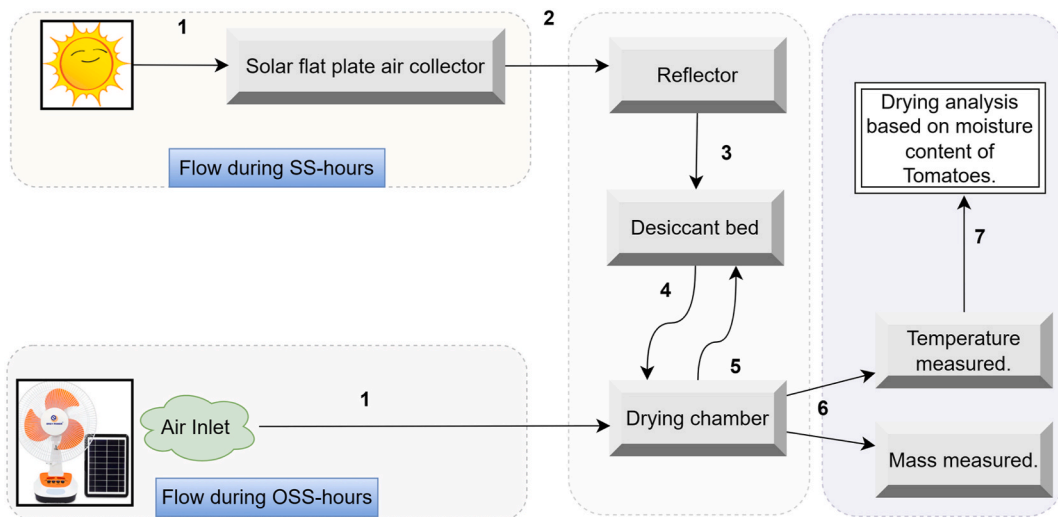 1
Solar flat plate air collector
Flow during SS-hours
2
Reflector
3
Desiccant bed
4
5
Drying analysis
based on moisture
content of
Tomatoes.
7
Temperature
measured.
6
Mass measured.
Drying chamber
1
Air Inlet
Flow during OSS-hours